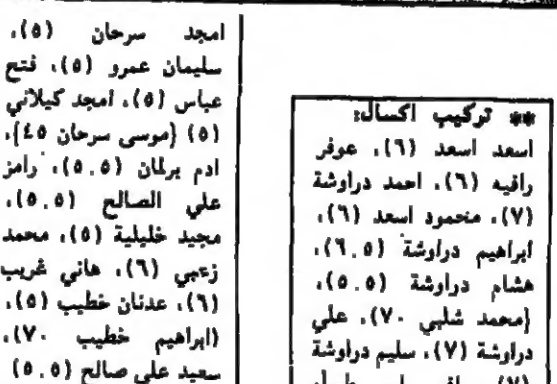 ** تركيب اكسال:
اسعد اسعد (٦)، عوفر
رافيه (٦)، احمد دراوشة
(٧)، محمود اسعد (٦)،
ابراهيم دراوشة (٦.٥)،
هشام دراوشة (٥.٥)،
{محمد شلبي ٧٠)، علي
دراوشة (٧)، سليم دراوشة
امجد سرحان (٥)،
سليمان عمرو (٥)، فتح
عباس (٥)، امجد كيلاني
(٥) {موسى سرحان ٤٥}،
ادم برلمان (٥.٥)، رامز
علي الصالح (٥.٥)،
مجيد خليلية (٥)، محمد
زعبي (٦)، هاني غريب
(٦)، عدنان خطيب (٥)،
(ابراهيم خطيب ٧٠)،
سعيد علي صالح (٥.٥)